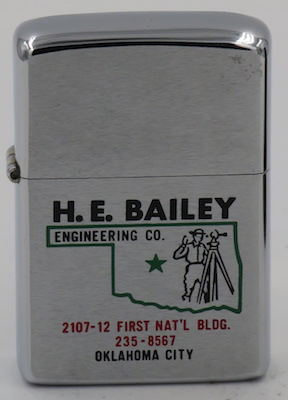 H. E. BAILEY
ENGINEERING CO.
2107-12 FIRST NAT'L BLDG.
235-8567
OKLAHOMA CITY